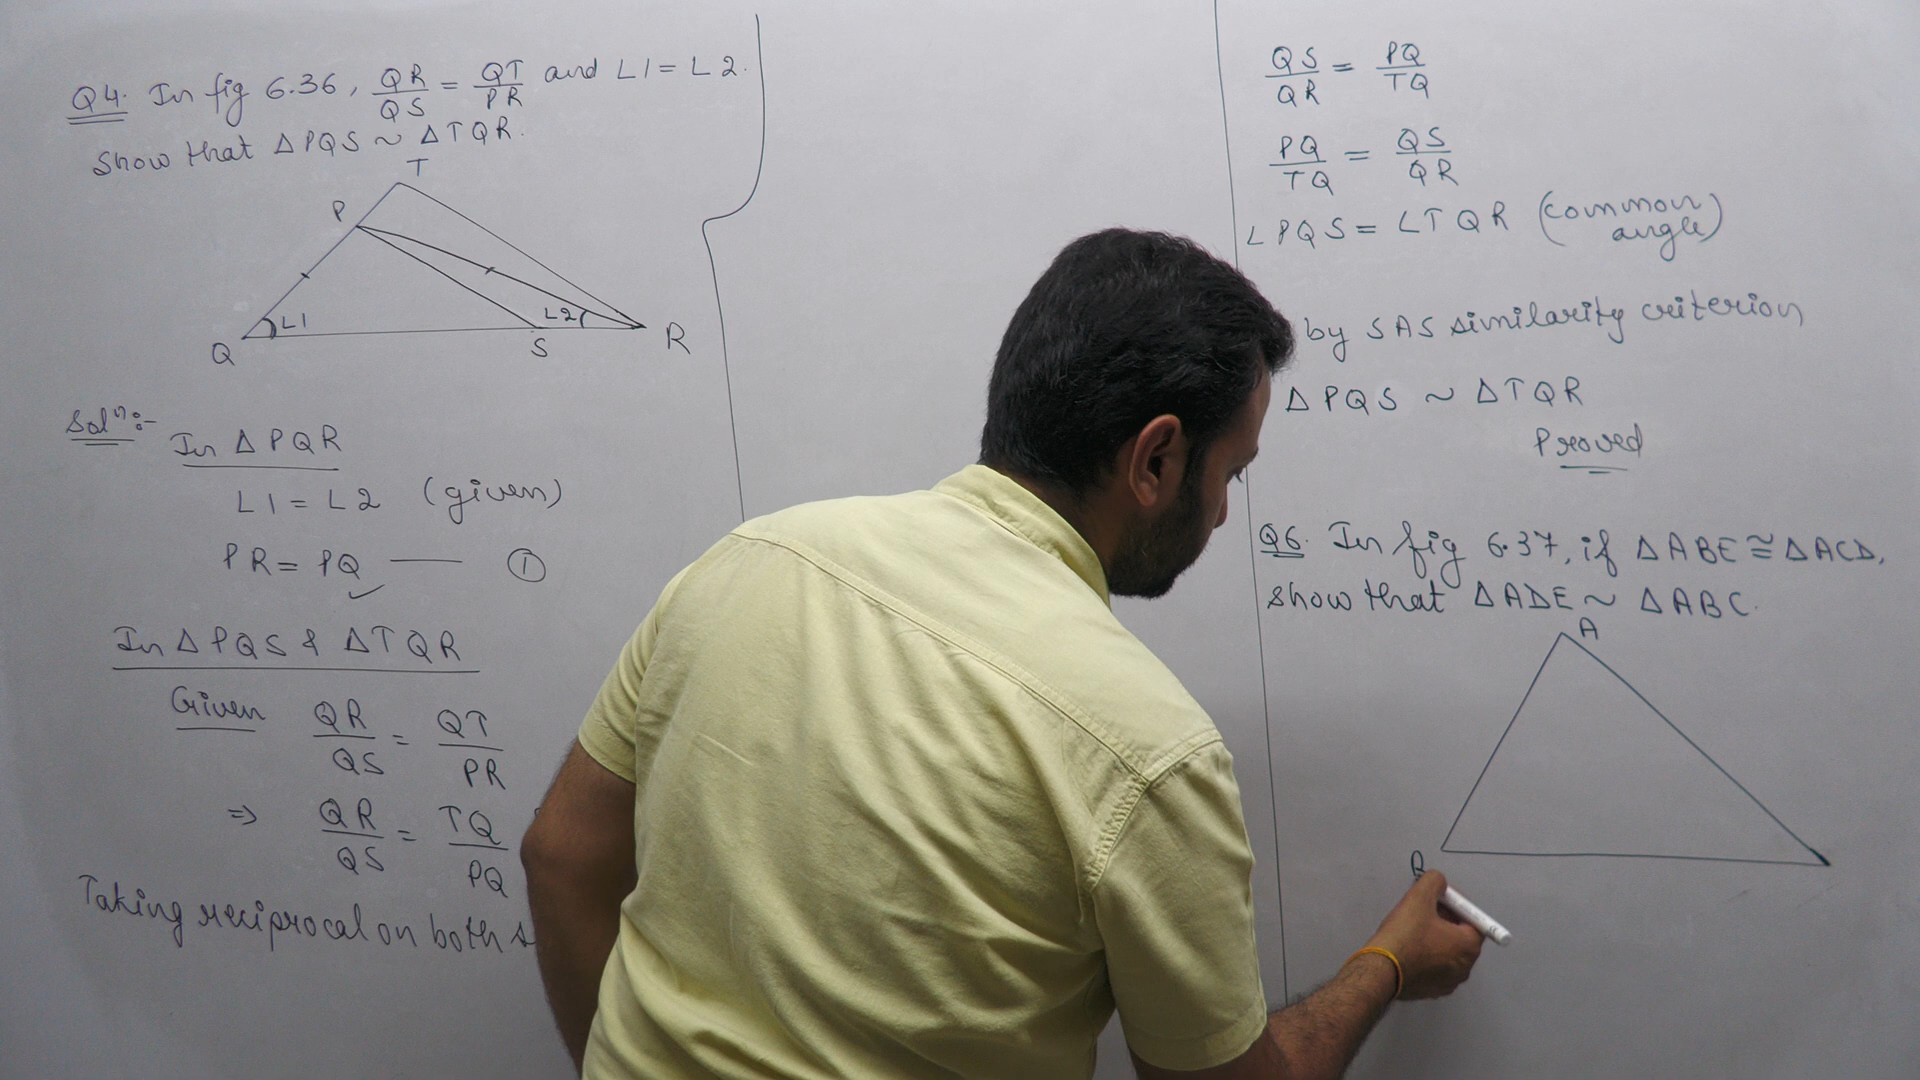 Q4. In fig 6.36, QR/QS = QT/PR and L1 = L2.
Show that Δ PQS ~ Δ TQR.
T
P
L1
L2
Q
S
R
Solⁿ:-
In Δ PQR
L1 = L2 (given)
PR = PQ —— ①
In Δ PQS & Δ TQR
Given QR/QS = QT/PR
⇒ QR/QS = TQ/PQ
Taking reciprocal on both
QS/QR = PQ/TQ
PQ/TQ = QS/QR
∠PQS = ∠TQR (common angle)
by SAS similarity criterion
Δ PQS ~ Δ TQR
Proved
Q6. In fig 6.37, if Δ ABE ≅ Δ ACD,
show that Δ ADE ~ Δ ABC.
A
B